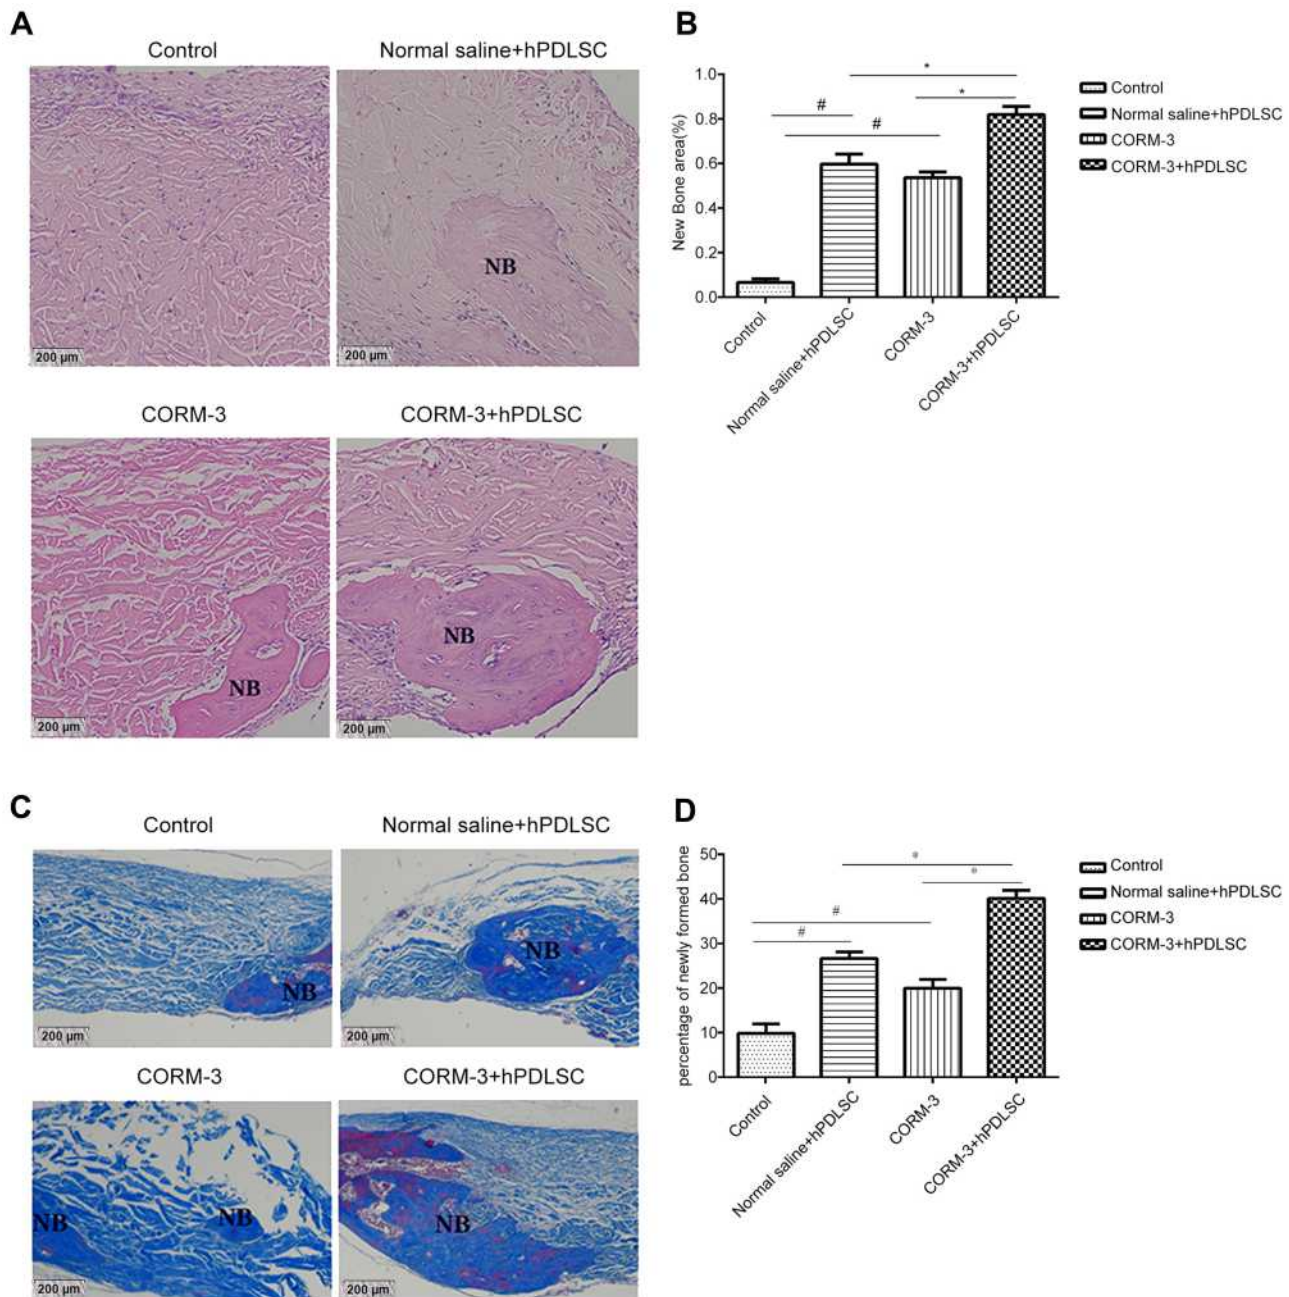 A
Control
Normal saline+hPDLSC
200 µm
NB
200 µm
CORM-3
CORM-3+hPDLSC
NB
200 µm
NB
200 µm
B
New Bone area(%)
1.0
0.8
0.6
0.4
0.2
0.0
*
*
#
#
Control
Normal saline+hPDLSC
CORM-3
CORM-3+hPDLSC
Control
Normal saline+hPDLSC
CORM-3
CORM-3+hPDLSC
C
Control
Normal saline+hPDLSC
NB
200 µm
NB
200 µm
CORM-3
CORM-3+hPDLSC
NB
NB
200 µm
NB
200 µm
D
percentage of newly formed bone
50
40
30
20
10
0
*
*
#
#
Control
Normal saline+hPDLSC
CORM-3
CORM-3+hPDLSC
Control
Normal saline+hPDLSC
CORM-3
CORM-3+hPDLSC